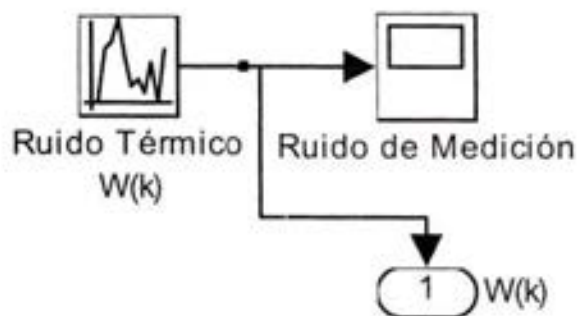 Ruido Térmico
W(k)
Ruido de Medición
1
W(k)